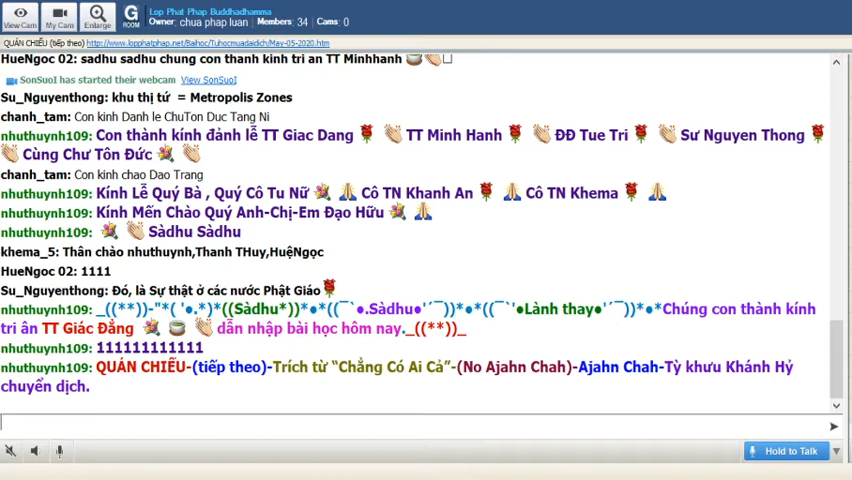 View Cam
My Cam
Enlarge
G
ROOM
Lop Phat Phap Buddhadhamma
Owner: chua phap luan Members: 34 Cams: 0
QUÁN CHIẾU (tiếp theo) http://www.lopphatphap.net/Baihoc/Tuhocmuadaidich/May-05-2020.htm
HueNgoc 02: sadhu sadhu chung con thanh kinh tri an TT Minhhanh
SonSuoI has started their webcam View SonSuoI
Su_Nguyenthong: khu thị tứ = Metropolis Zones
chanh_tam: Con kinh Danh le ChuTon Duc Tang Ni
nhuthuynh109: Con thành kính đảnh lễ TT Giac Dang TT Minh Hanh ĐĐ Tue Tri Sư Nguyen Thong
Cùng Chư Tôn Đức
chanh_tam: Con kinh chao Dao Trang
nhuthuynh109: Kính Lễ Quý Bà , Quý Cô Tu Nữ Cô TN Khanh An Cô TN Khema
nhuthuynh109: Kính Mến Chào Quý Anh-Chị-Em Đạo Hữu
nhuthuynh109: Sàdhu Sàdhu
khema_5: Thân chào nhuthuynh,Thanh THuy,HuệNgọc
HueNgoc 02: 1111
Su_Nguyenthong: Đó, là Sự thật ở các nước Phật Giáo
nhuthuynh109: _((**))-"*( '●.*)*((Sàdhu*))*●*●((¯`●.Sàdhu●'´¯))*●*●((¯`'●Lành thay●'´¯))*●*●*Chúng con thành kính
tri ân TT Giác Đẳng dẫn nhập bài học hôm nay._((**))_
nhuthuynh109: 111111111111
nhuthuynh109: QUÁN CHIẾU-(tiếp theo)-Trích từ “Chẳng Có Ai Cả”-(No Ajahn Chah)-Ajahn Chah-Tỳ khưu Khánh Hỷ
chuyển dịch.
Hold to Talk